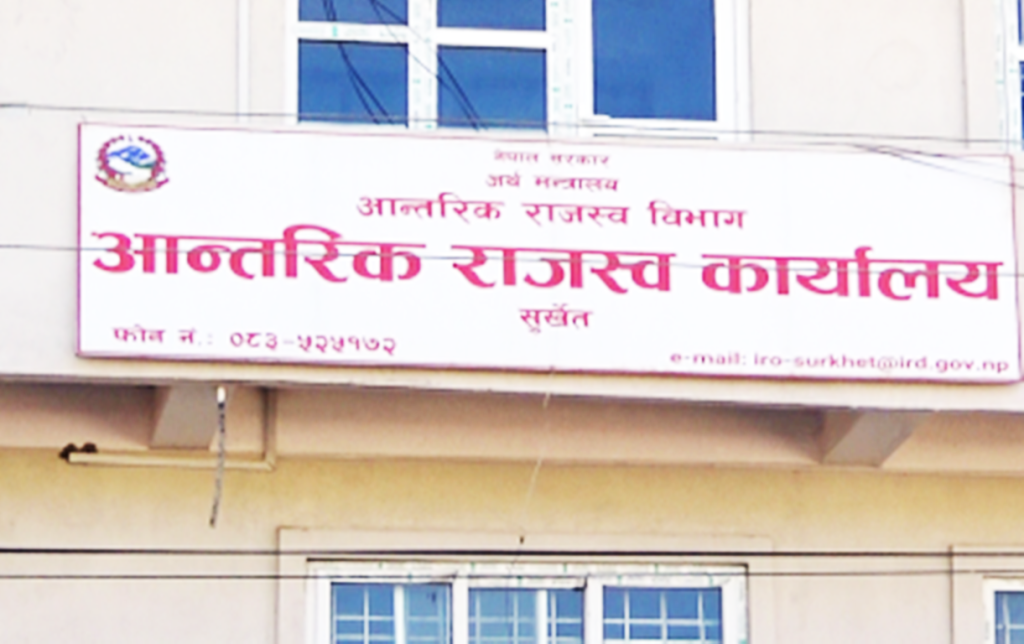 नेपाल सरकार
अर्थ मन्त्रालय
आन्तरिक राजस्व विभाग
आन्तरिक राजस्व कार्यालय
सुर्खेत
फोन नं.: ०८३-५२५१७२
e-mail: iro-surkhet@ird.gov.np